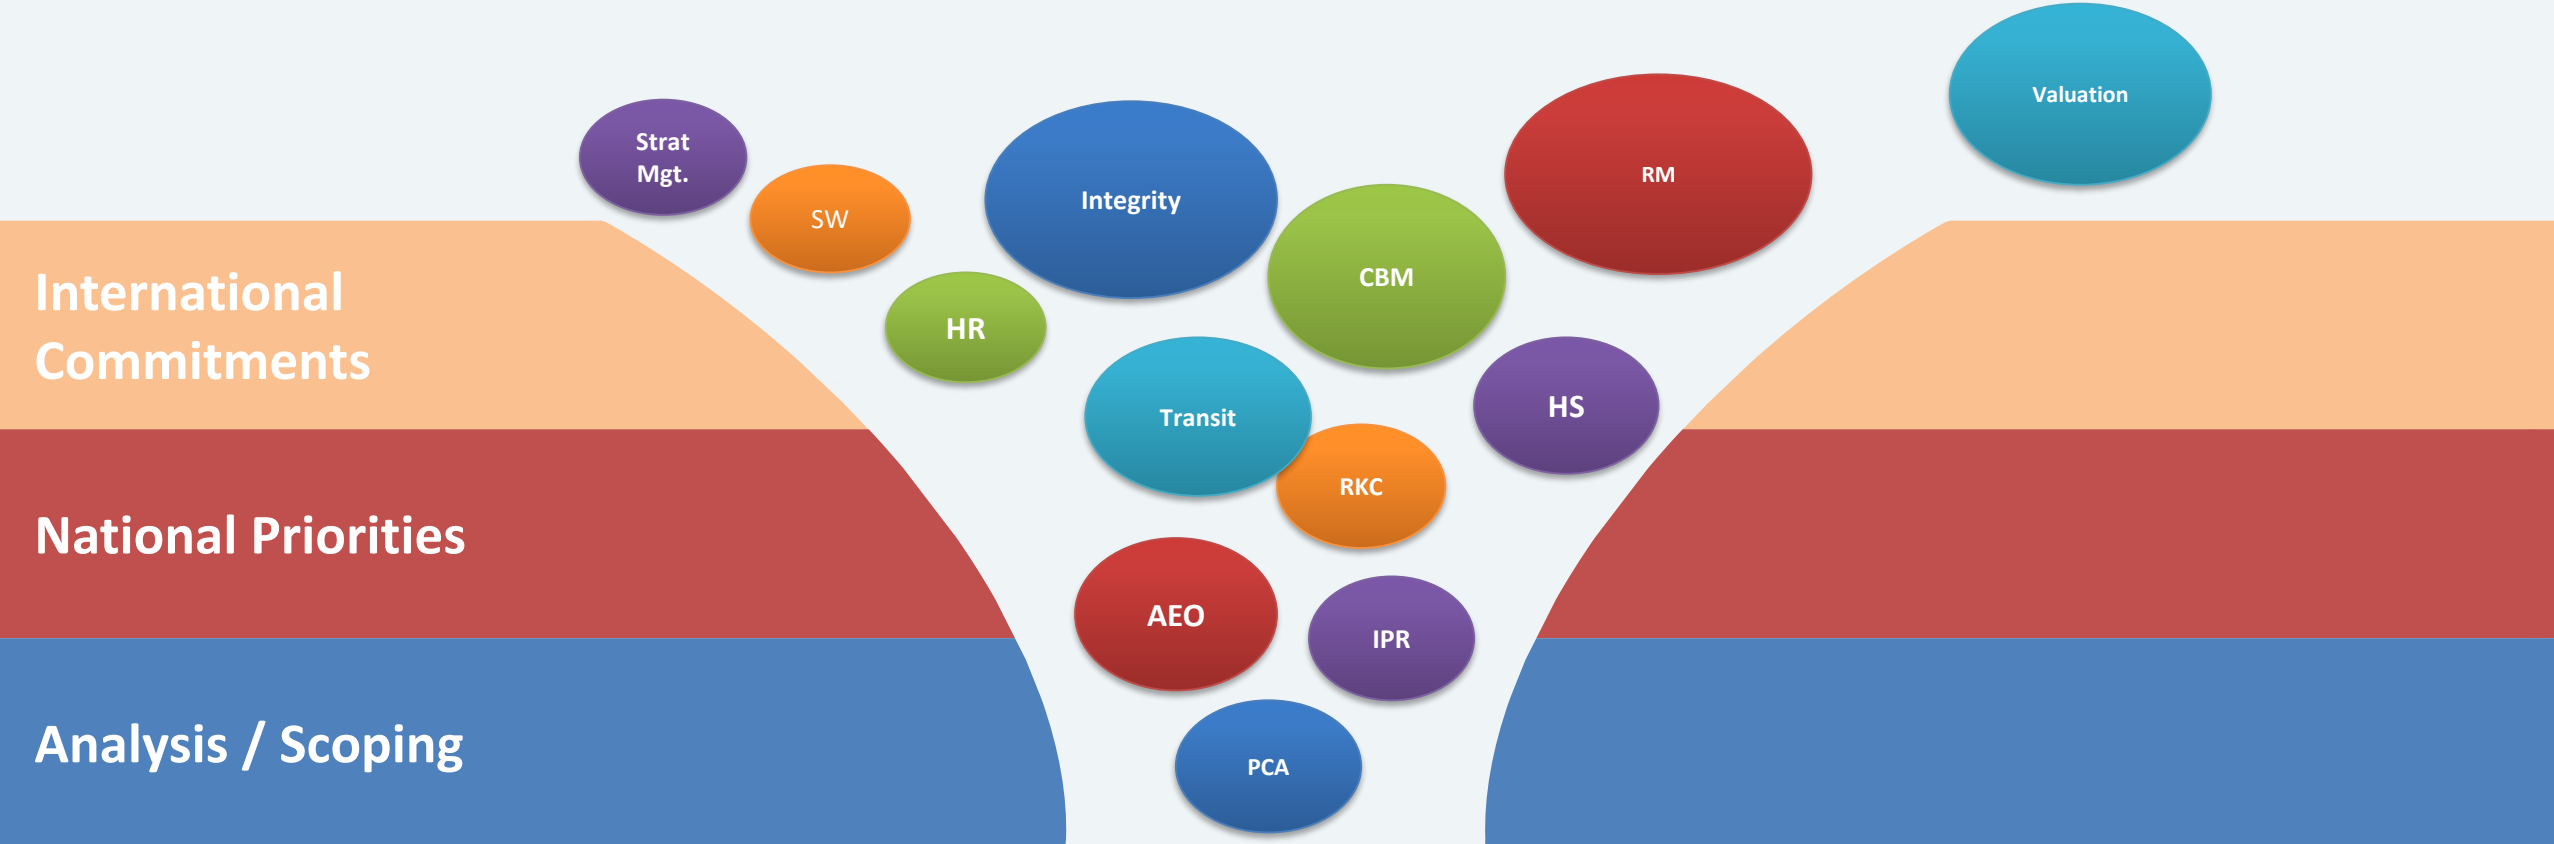 Valuation
Strat
Mgt.
RM
Integrity
SW
CBM
International
Commitments
HR
HS
Transit
RKC
National Priorities
AEO
IPR
Analysis / Scoping
PCA